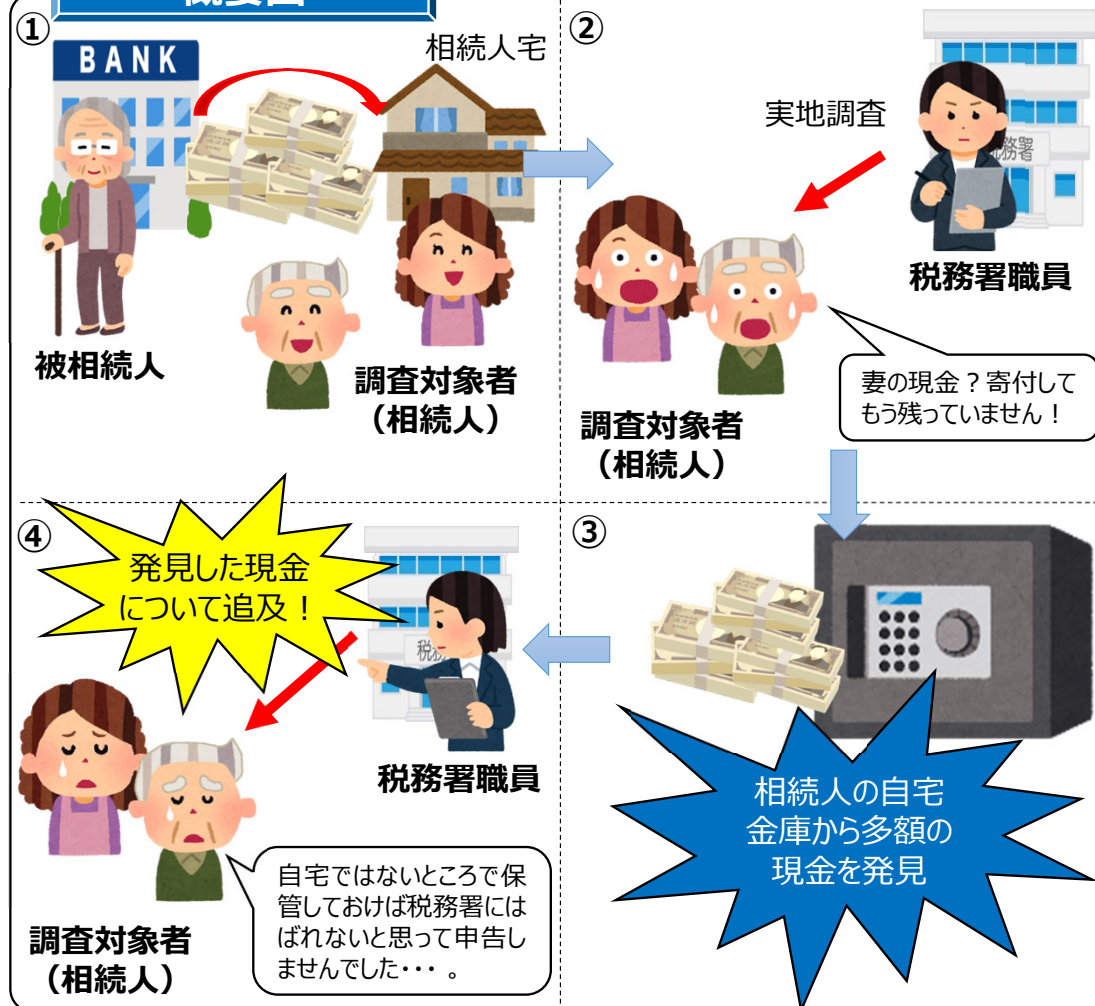 ①
BANK
相続人宅
被相続人
調査対象者
（相続人）
②
実地調査
税務署
税務署職員
妻の現金？寄付して
もう残っていません！
調査対象者
（相続人）
③
相続人の自宅
金庫から多額の
現金を発見
④
発見した現金
について追及！
税務署職員
自宅ではないところで保
管しておけば税務署には
ばれないと思って申告し
ませんでした・・・。
調査対象者
（相続人）